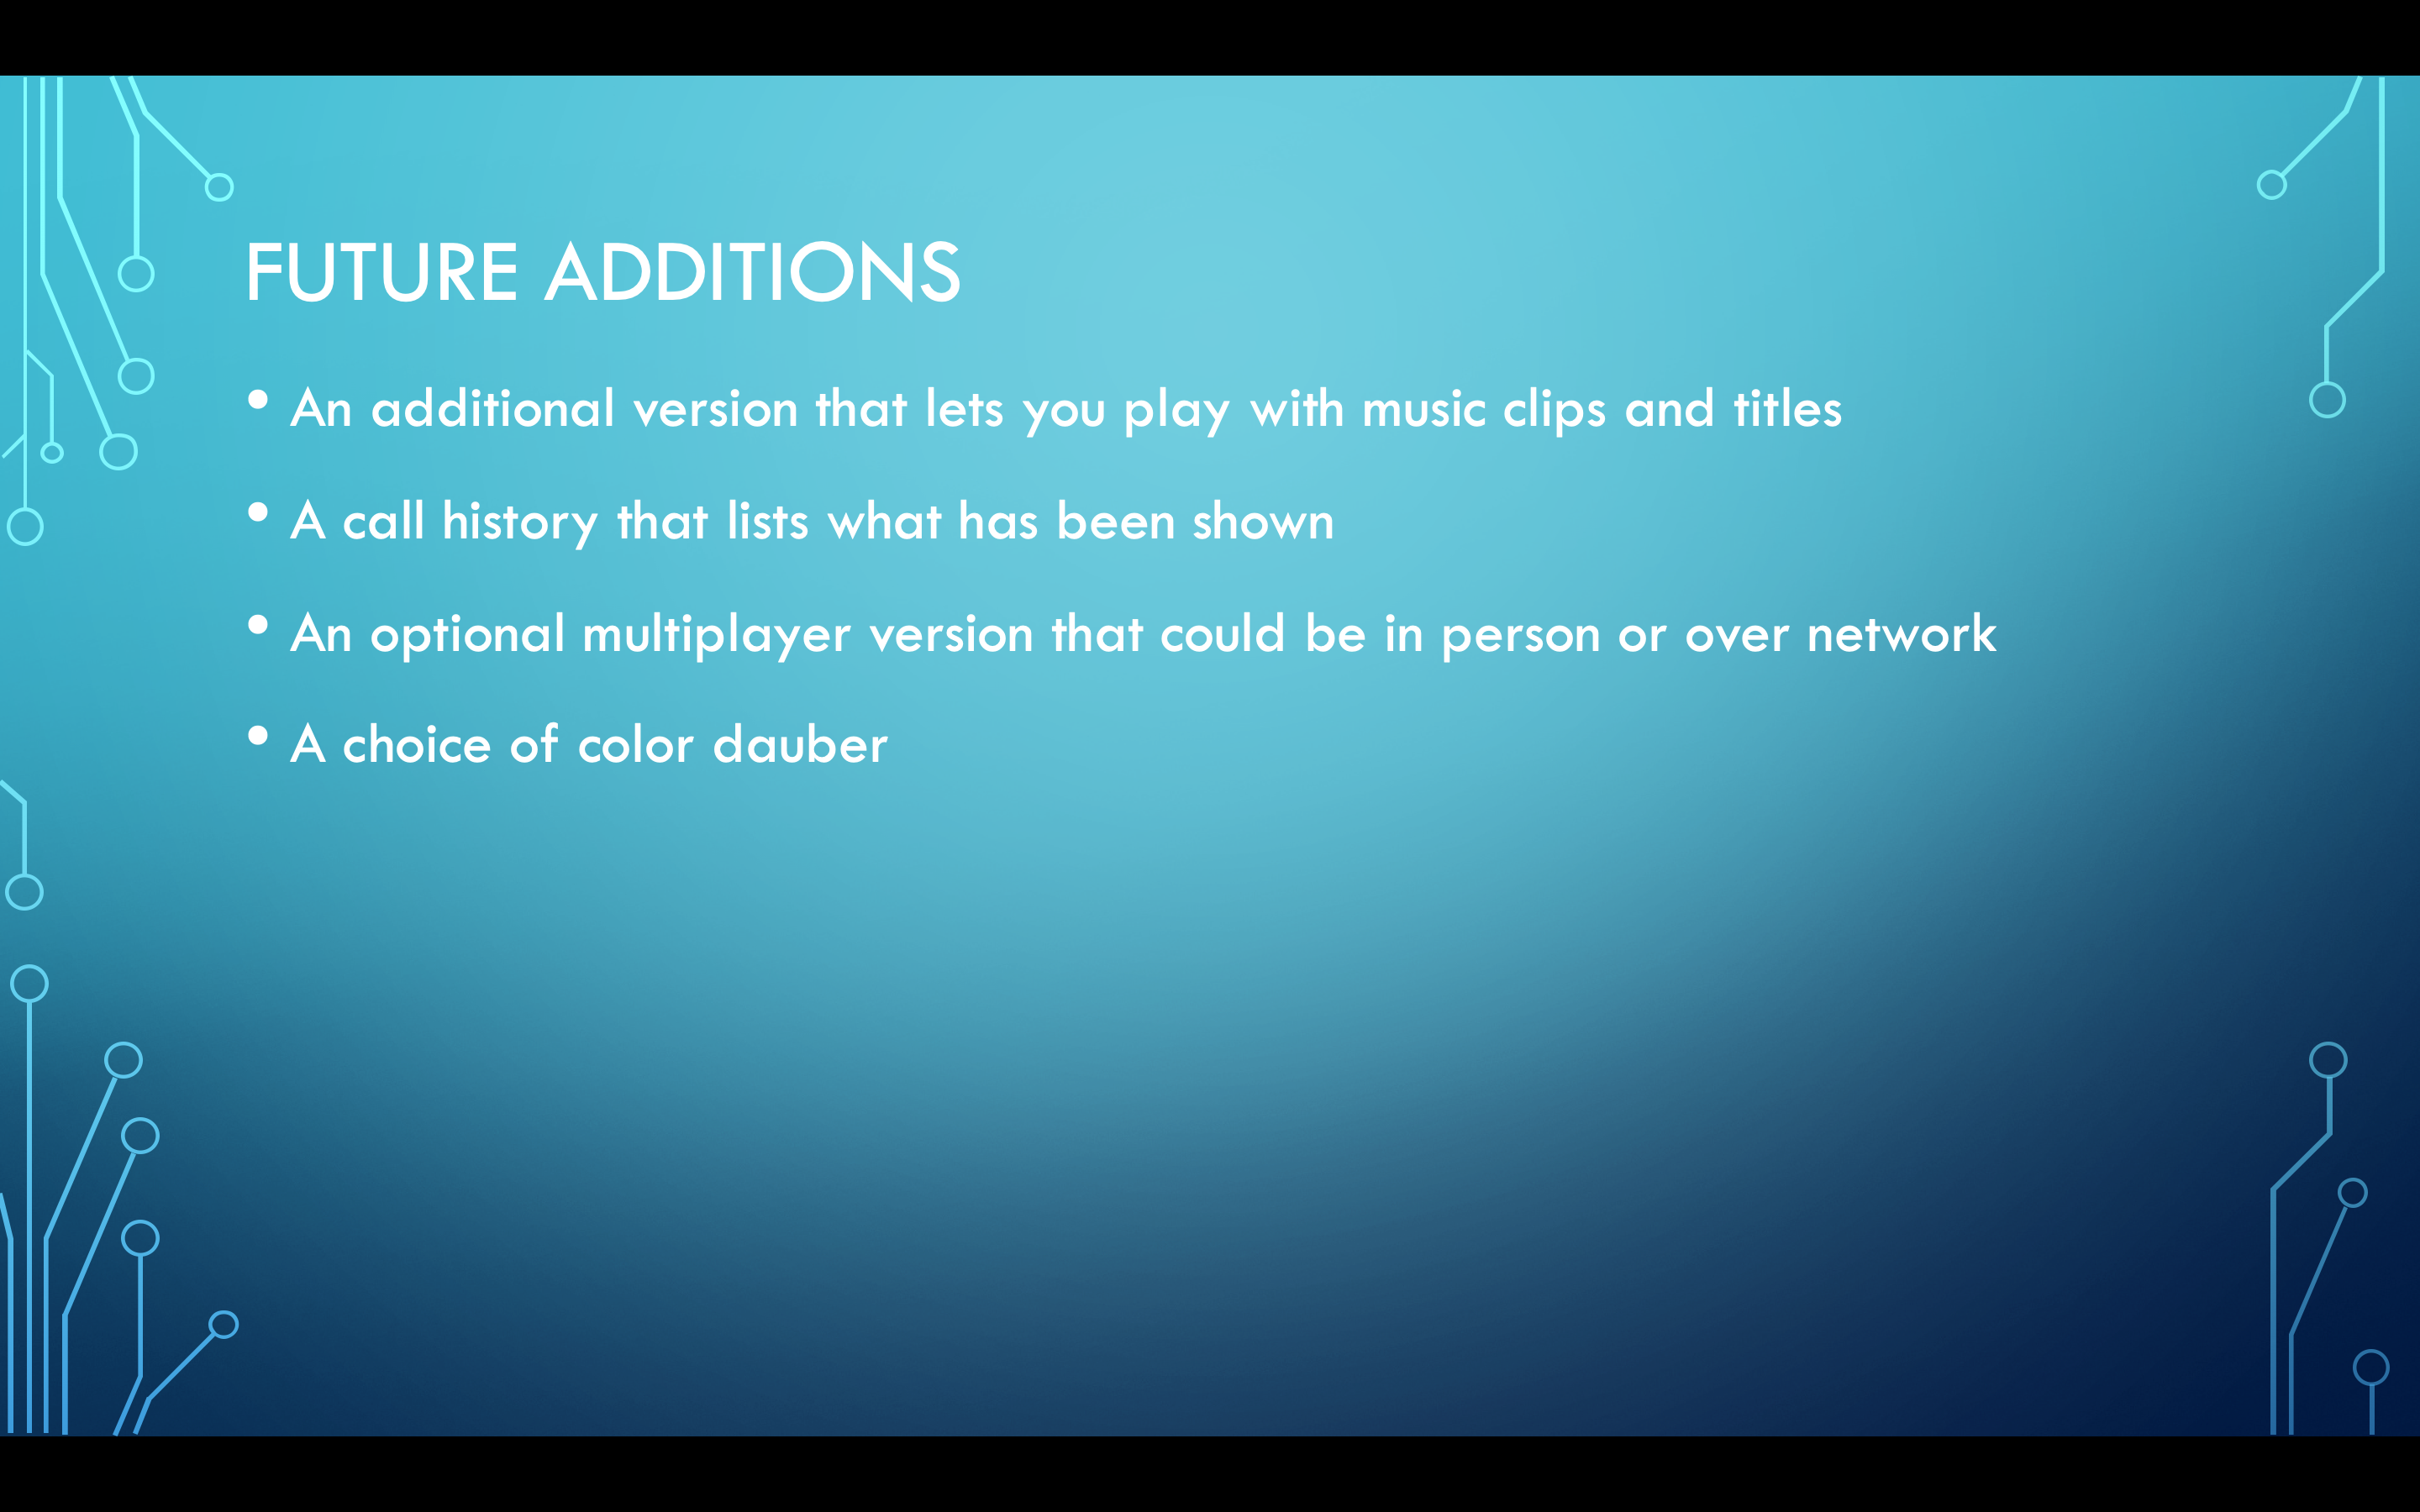 FUTURE ADDITIONS
• An additional version that lets you play with music clips and titles
• A call history that lists what has been shown
• An optional multiplayer version that could be in person or over network
• A choice of color dauber